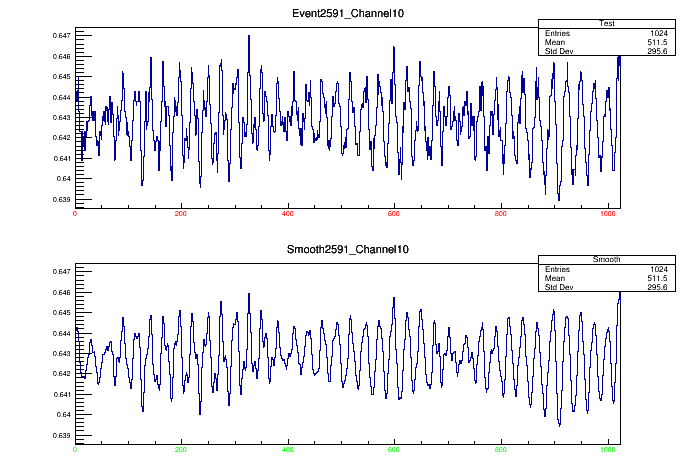 Event2591_Channel10
Test
Entries 1024
Mean 511.5
Std Dev 295.6
0.647
0.646
0.645
0.644
0.643
0.642
0.641
0.64
0.639
0 200 400 600 800 1000
Smooth2591_Channel10
Smooth
Entries 1024
Mean 511.5
Std Dev 295.6
0.647
0.646
0.645
0.644
0.643
0.642
0.641
0.64
0.639
0 200 400 600 800 1000